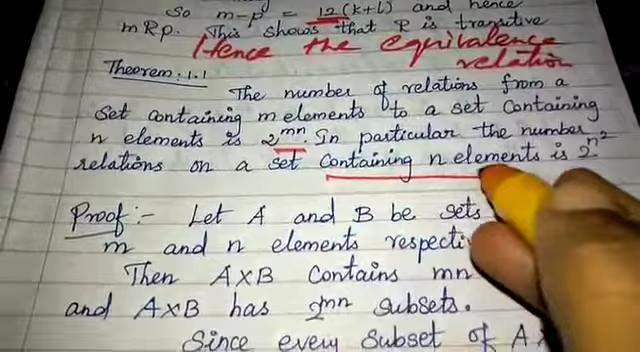 So m-p = 12(k+l) and hence
mRp. This shows that R is transitive
Hence the equivalence
relation
Theorem:1.1
The number of relations from a
set containing m elements to a set containing
n elements is 2^mn In particular the number
relations on a set containing n elements is 2^n^2
Proof:- Let A and B be sets
m and n elements
Then A×B contains mn
and A×B has 2^mn subsets.
Since every subset of A×